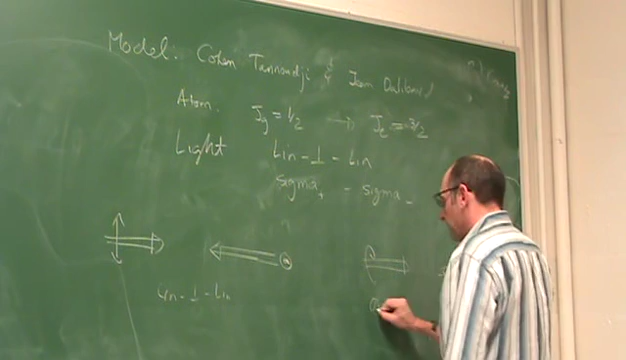 Model: Cohen Tannoudji & Jean Dalibard
Atom: Jg = 1/2 → Je = 3/2
Light Lin - ⊥ - Lin
sigma+ - sigma-
Lin - ⊥ - Lin